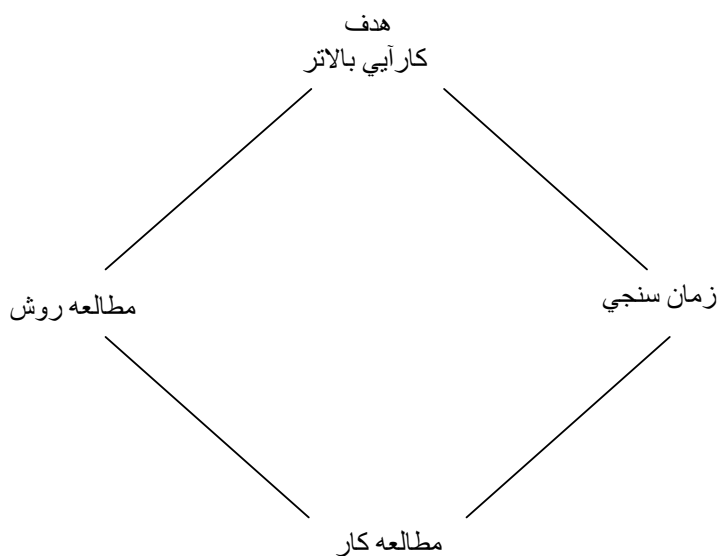 هدف
کارآيي بالاتر
زمان سنجي
مطالعه روش
مطالعه کار